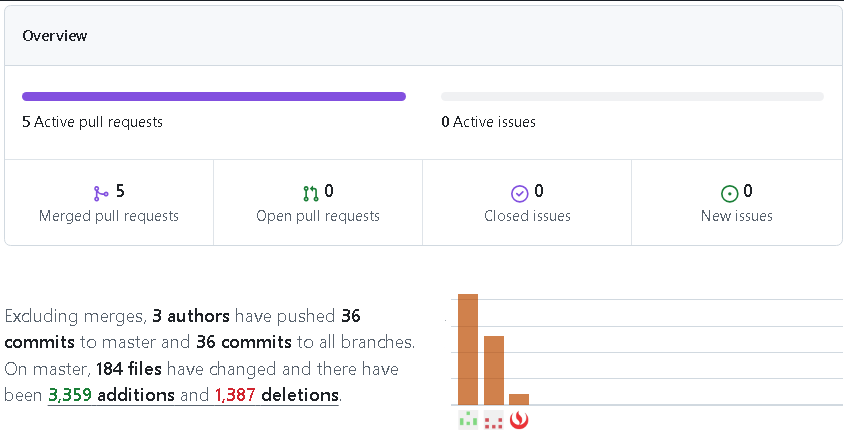 Overview
5 Active pull requests
0 Active issues
5
Merged pull requests
0
Open pull requests
0
Closed issues
0
New issues
Excluding merges, 3 authors have pushed 36
commits to master and 36 commits to all branches.
On master, 184 files have changed and there have
been 3,359 additions and 1,387 deletions.